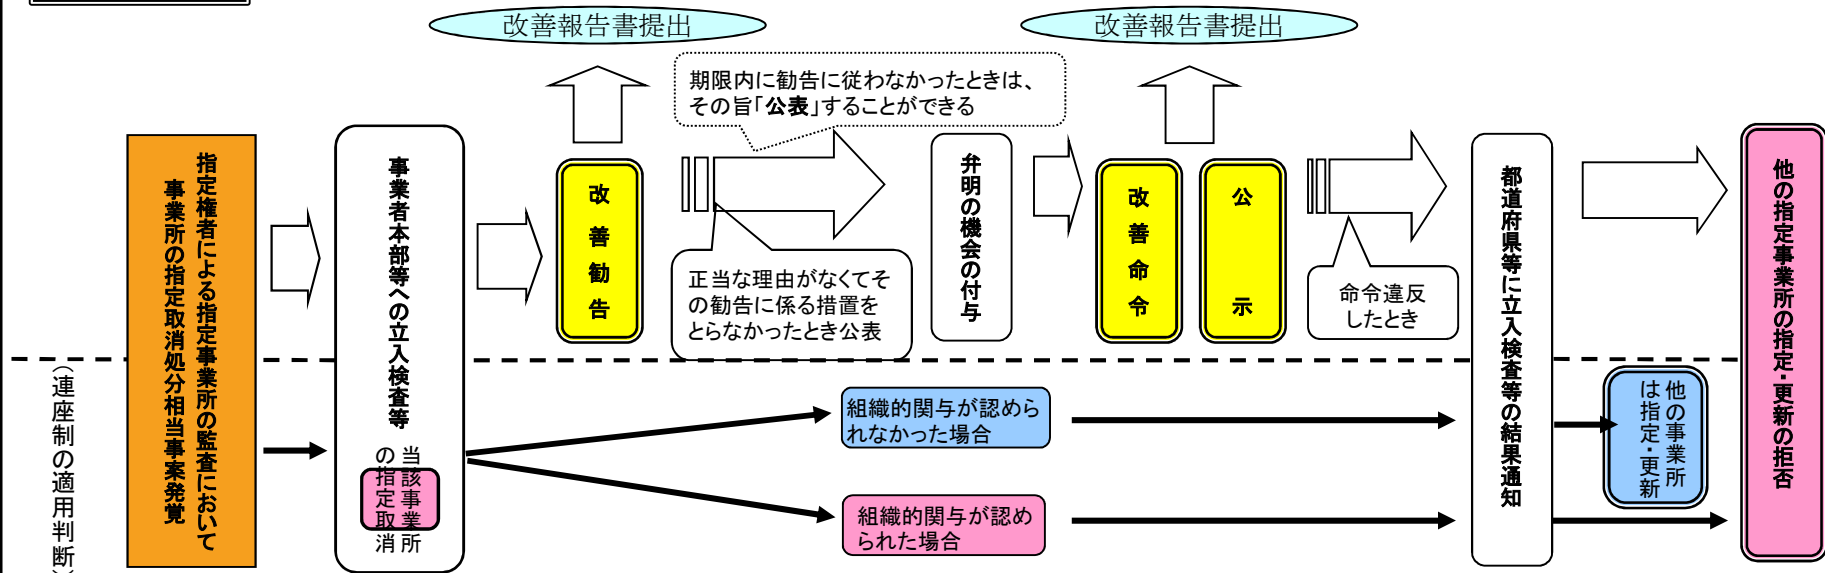 改善報告書提出
改善報告書提出
期限内に勧告に従わなかったときは、
その旨「公表」することができる
指定権者による指定事業所の監査において
事業所の指定取消処分相当事案発覚
事業者本部等への立入検査等
当該事業所
の指定取消
改善勧告
正当な理由がなくてそ
の勧告に係る措置を
とらなかったとき公表
弁明の機会の付与
改善命令
公示
命令違反
したとき
都道府県等に立入検査等の結果通知
他の指定事業所の指定・更新の拒否
（連座制の適用判断）
組織的関与が認めら
れなかった場合
組織的関与が認め
られた場合
他の事業所
は指定・更新